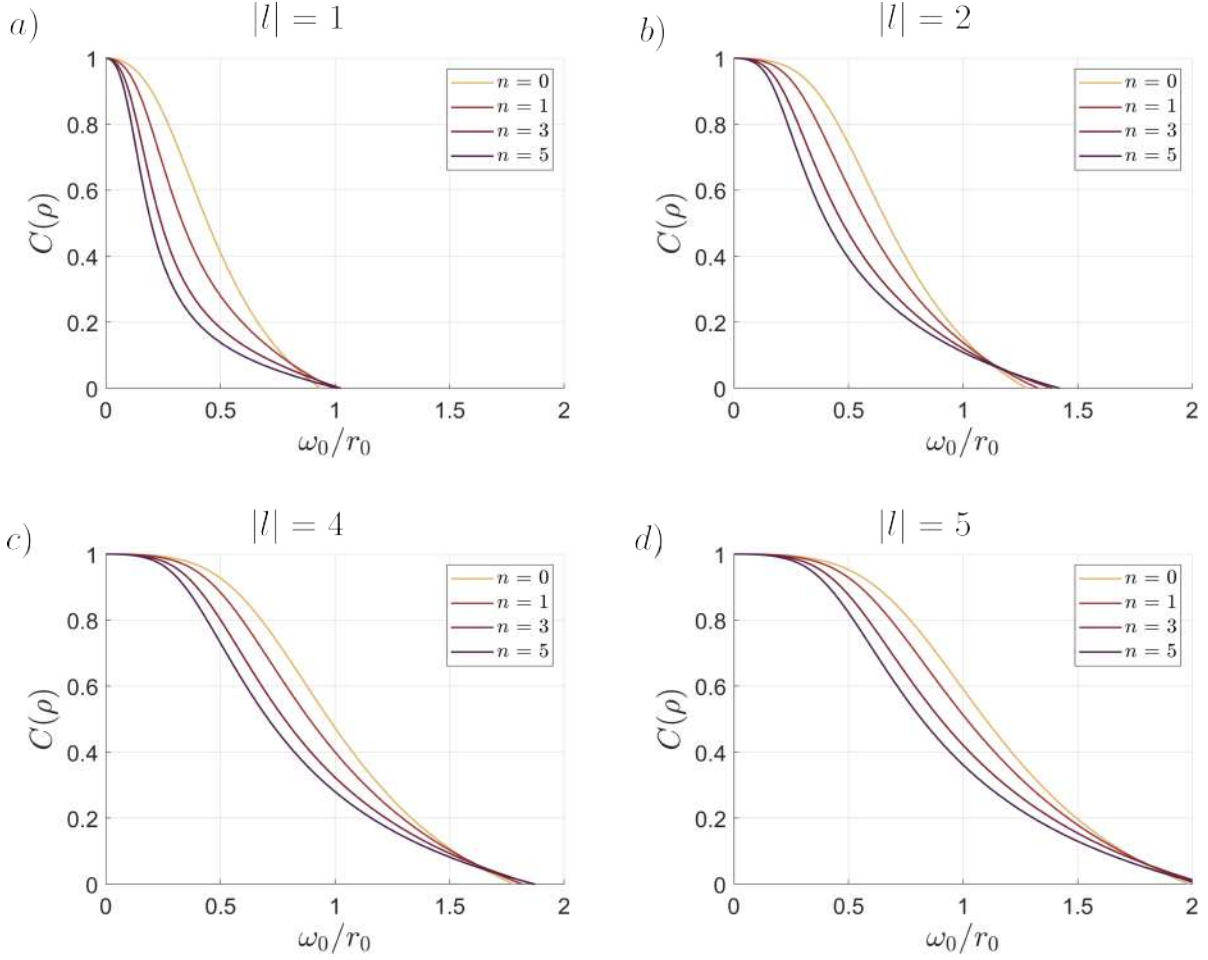 a)
|l| = 1
C(ρ)
1
0.8
0.6
0.4
0.2
0
n = 0
n = 1
n = 3
n = 5
0 0.5 1 1.5 2
ω₀/r₀
b)
|l| = 2
C(ρ)
1
0.8
0.6
0.4
0.2
0
n = 0
n = 1
n = 3
n = 5
0 0.5 1 1.5 2
ω₀/r₀
c)
|l| = 4
C(ρ)
1
0.8
0.6
0.4
0.2
0
n = 0
n = 1
n = 3
n = 5
0 0.5 1 1.5 2
ω₀/r₀
d)
|l| = 5
C(ρ)
1
0.8
0.6
0.4
0.2
0
n = 0
n = 1
n = 3
n = 5
0 0.5 1 1.5 2
ω₀/r₀